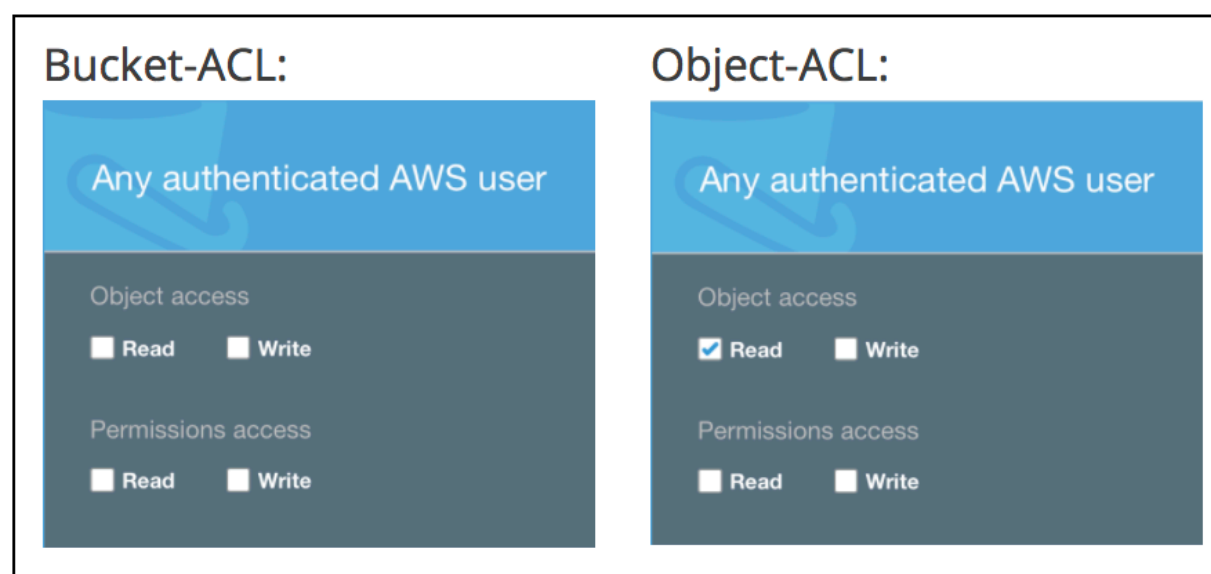 Bucket-ACL:
Any authenticated AWS user
Object access
Read Write
Permissions access
Read Write
Object-ACL:
Any authenticated AWS user
Object access
Read Write
Permissions access
Read Write